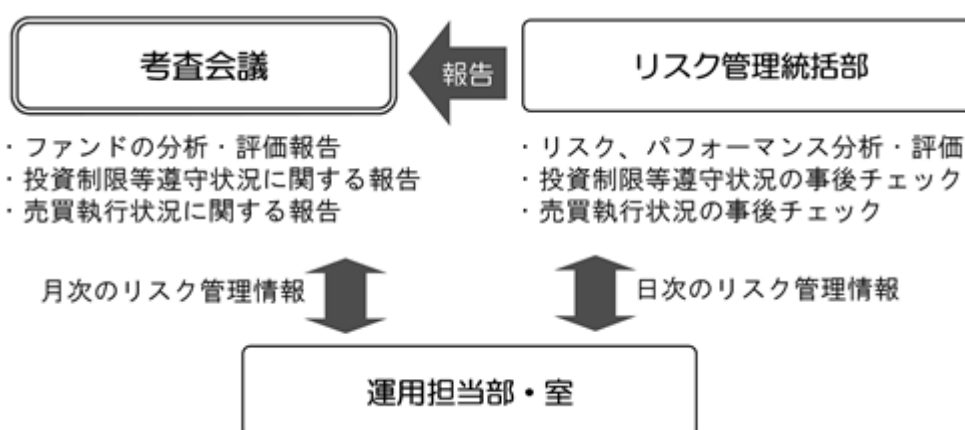 考査会議
報告
リスク管理統括部
・ファンドの分析・評価報告
・投資制限等遵守状況に関する報告
・売買執行状況に関する報告
・リスク、パフォーマンス分析・評価
・投資制限等遵守状況の事後チェック
・売買執行状況の事後チェック
月次のリスク管理情報
日次のリスク管理情報
運用担当部・室